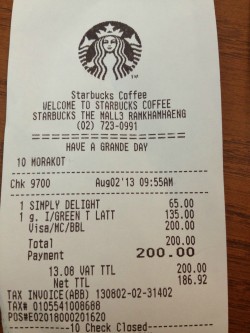 Starbucks Coffee
WELCOME TO STARBUCKS COFFEE
STARBUCKS THE MALL3 RAMKHAMHAENG
(02) 723-0991
HAVE A GRANDE DAY
10 MORAKOT
Chk 9700 Aug02'13 09:55AM
1 SIMPLY DELIGHT 65.00
1 g. I/GREEN T LATT 135.00
Visa/MC/BBL 200.00
Total 200.00
Payment 200.00
13.08 VAT TTL 200.00
Net TTL 186.92
TAX INVOICE(ABB) 130802-02-31402
TAX# 0105541008688
POS#E02018000201620
10 Check Closed